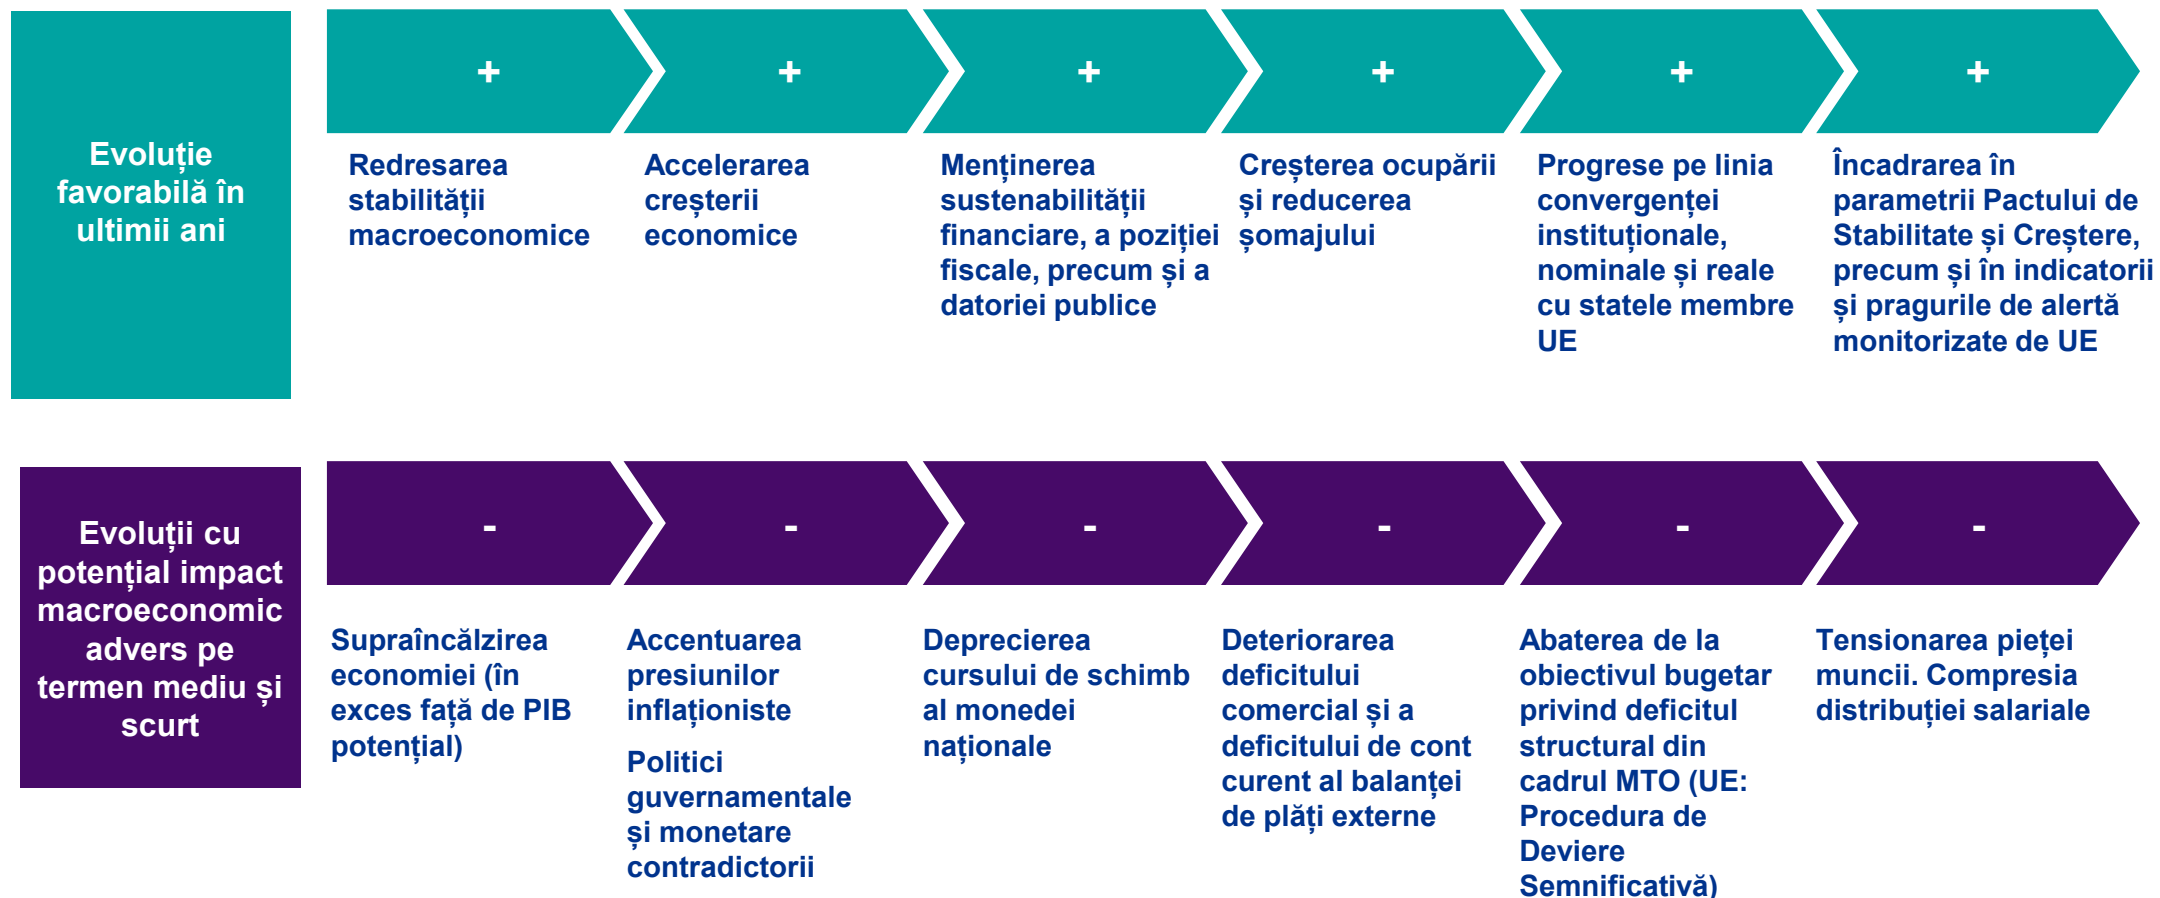 Evoluție
favorabilă în
ultimii ani
+
+
+
+
+
+
Redresarea
stabilității
macroeconomice
Accelerarea
creșterii
economice
Menținerea
sustenabilității
financiare, a poziției
fiscale, precum și a
datoriei publice
Creșterea ocupării
și reducerea
șomajului
Progrese pe linia
convergenței
instituționale,
nominale și reale
cu statele membre
UE
Încadrarea în
parametrii Pactului de
Stabilitate și Creștere,
precum și în indicatorii
și pragurile de alertă
monitorizate de UE
Evoluții cu
potențial impact
macroeconomic
advers pe
termen mediu și
scurt
-
-
-
-
-
-
Supraîncălzirea
economiei (în
exces față de PIB
potențial)
Accentuarea
presiunilor
inflaționiste
Politici
guvernamentale
și monetare
contradictorii
Deprecierea
cursului de schimb
al monedei
naționale
Deteriorarea
deficitului
comercial și a
deficitului de cont
curent al balanței
de plăți externe
Abaterea de la
obiectivul bugetar
privind deficitul
structural din
cadrul MTO (UE:
Procedura de
Deviere
Semnificativă)
Tensionarea pieței
muncii. Compresia
distribuției salariale